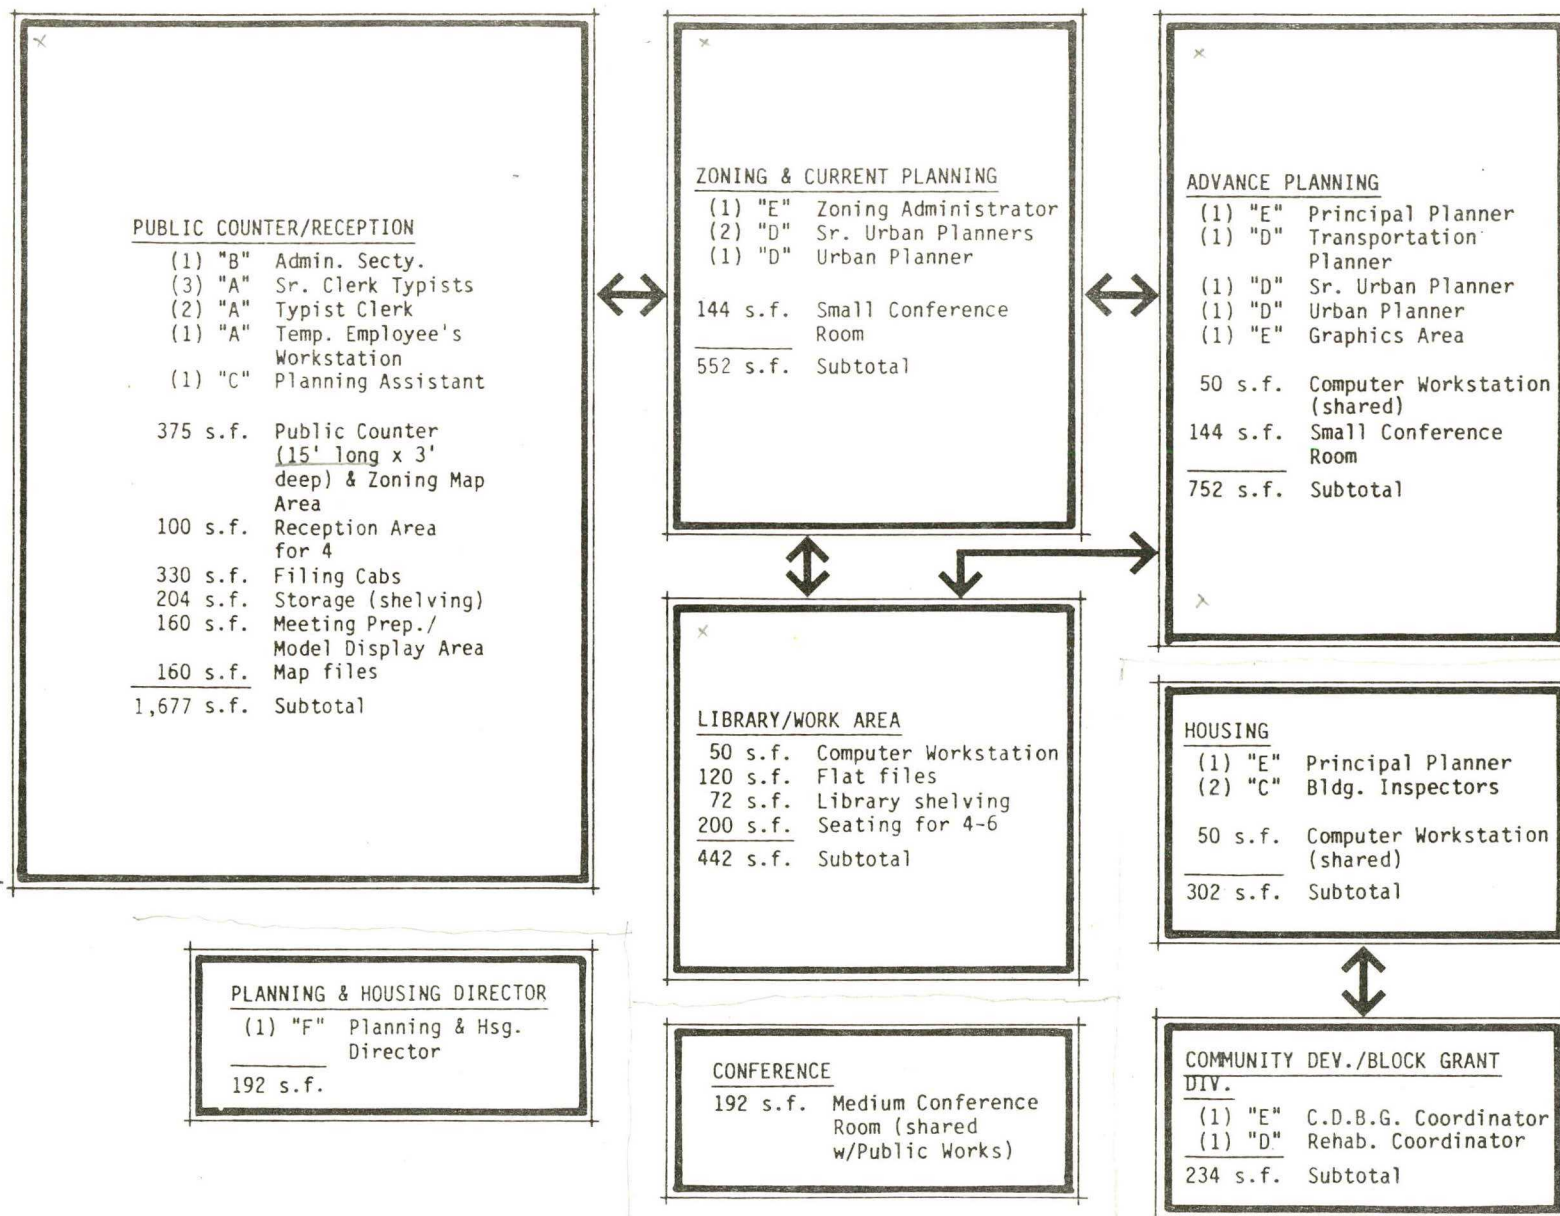 PUBLIC COUNTER/RECEPTION
(1) "B" Admin. Secty.
(3) "A" Sr. Clerk Typists
(2) "A" Typist Clerk
(1) "A" Temp. Employee's
Workstation
(1) "C" Planning Assistant
375 s.f. Public Counter
(15' long x 3'
deep) & Zoning Map
Area
100 s.f. Reception Area
for 4
330 s.f. Filing Cabs
204 s.f. Storage (shelving)
160 s.f. Meeting Prep./
Model Display Area
160 s.f. Map files
1,677 s.f. Subtotal
PLANNING & HOUSING DIRECTOR
(1) "F" Planning & Hsg.
Director
192 s.f.
ZONING & CURRENT PLANNING
(1) "E" Zoning Administrator
(2) "D" Sr. Urban Planners
(1) "D" Urban Planner
144 s.f. Small Conference
Room
552 s.f. Subtotal
LIBRARY/WORK AREA
50 s.f. Computer Workstation
120 s.f. Flat files
72 s.f. Library shelving
200 s.f. Seating for 4-6
442 s.f. Subtotal
CONFERENCE
192 s.f. Medium Conference
Room (shared
w/Public Works)
ADVANCE PLANNING
(1) "E" Principal Planner
(1) "D" Transportation
Planner
(1) "D" Sr. Urban Planner
(1) "D" Urban Planner
(1) "E" Graphics Area
50 s.f. Computer Workstation
(shared)
144 s.f. Small Conference
Room
752 s.f. Subtotal
HOUSING
(1) "E" Principal Planner
(2) "C" Bldg. Inspectors
50 s.f. Computer Workstation
(shared)
302 s.f. Subtotal
COMMUNITY DEV./BLOCK GRANT
DIV.
(1) "E" C.D.B.G. Coordinator
(1) "D" Rehab. Coordinator
234 s.f. Subtotal